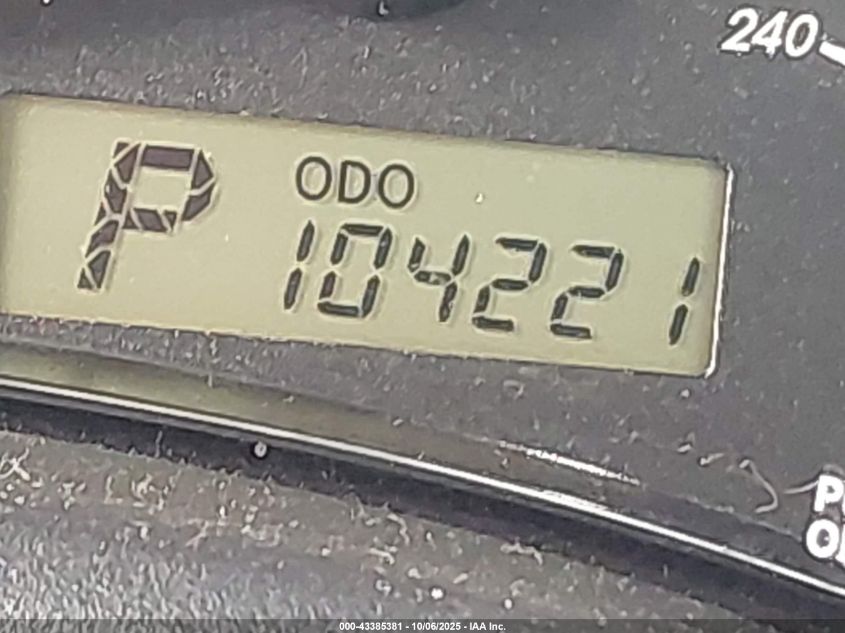 240
P ODO
104221
000-43385381 - 10/06/2025 - IAA Inc.